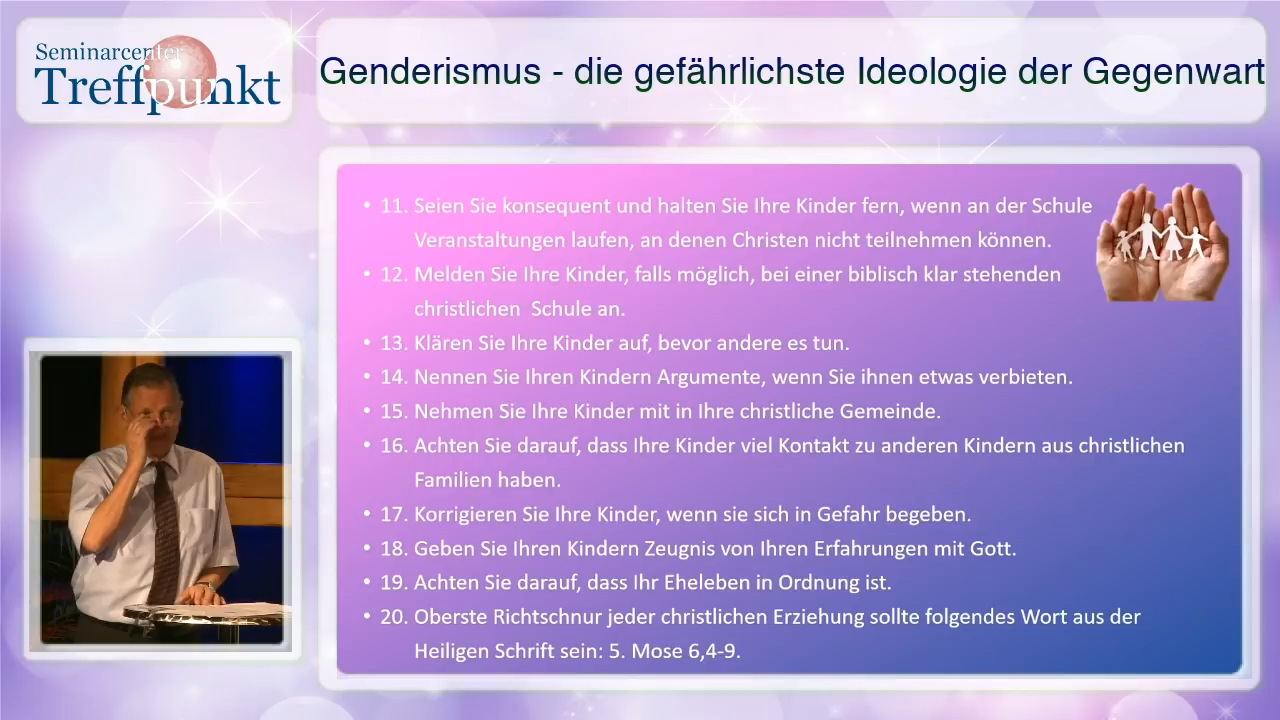 Seminarcenter
Treffpunkt
Genderismus - die gefährlichste Ideologie der Gegenwart
• 11. Seien Sie konsequent und halten Sie Ihre Kinder fern, wenn an der Schule
Veranstaltungen laufen, an denen Christen nicht teilnehmen können.
• 12. Melden Sie Ihre Kinder, falls möglich, bei einer biblisch klar stehenden
christlichen Schule an.
• 13. Klären Sie Ihre Kinder auf, bevor andere es tun.
• 14. Nennen Sie Ihren Kindern Argumente, wenn Sie ihnen etwas verbieten.
• 15. Nehmen Sie Ihre Kinder mit in Ihre christliche Gemeinde.
• 16. Achten Sie darauf, dass Ihre Kinder viel Kontakt zu anderen Kindern aus christlichen
Familien haben.
• 17. Korrigieren Sie Ihre Kinder, wenn sie sich in Gefahr begeben.
• 18. Geben Sie Ihren Kindern Zeugnis von Ihren Erfahrungen mit Gott.
• 19. Achten Sie darauf, dass Ihr Eheleben in Ordnung ist.
• 20. Oberste Richtschnur jeder christlichen Erziehung sollte folgendes Wort aus der
Heiligen Schrift sein: 5. Mose 6,4-9.